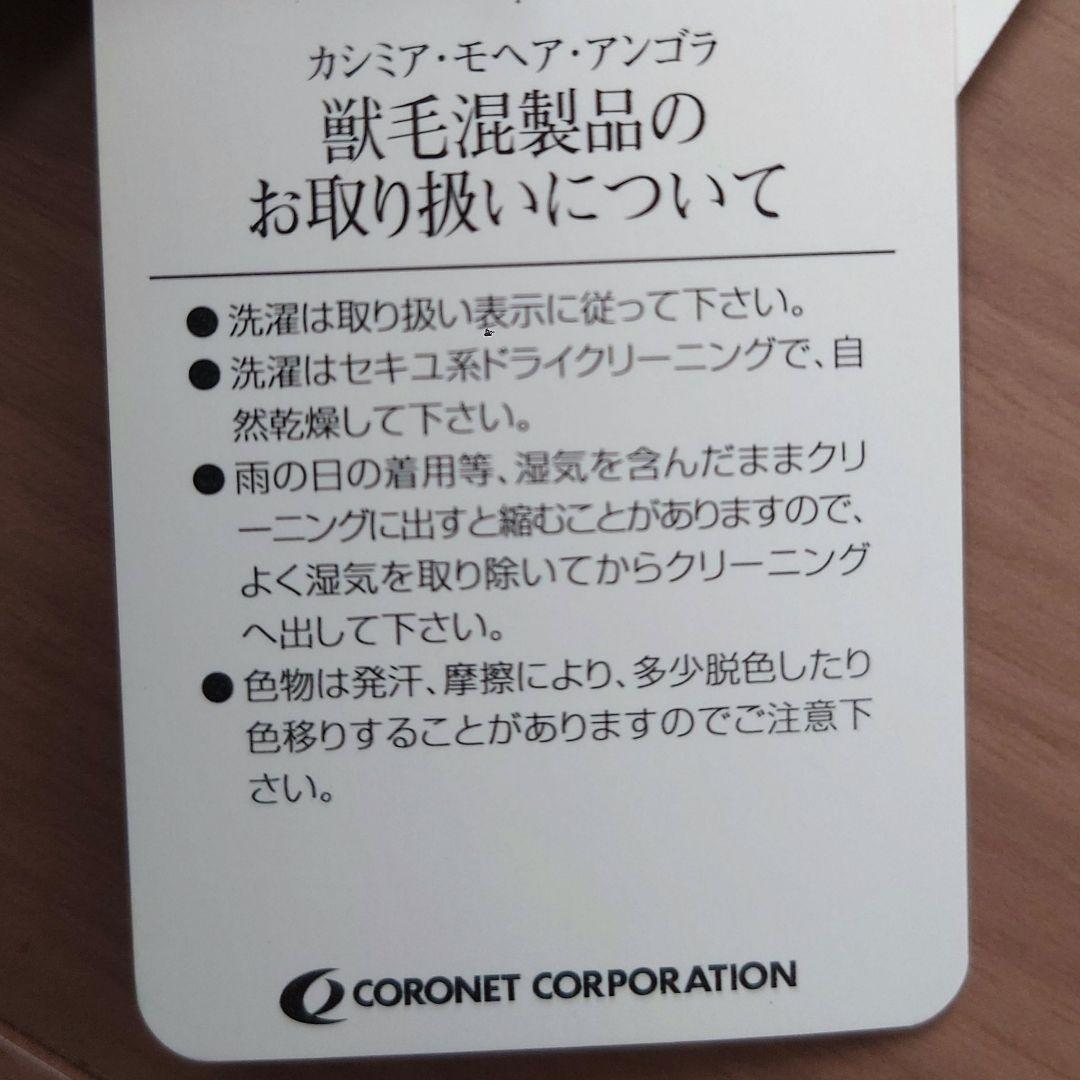 カシミア・モヘア・アンゴラ
獣毛混製品の
お取り扱いについて
●洗濯は取り扱い表示に従って下さい。
●洗濯はセキユ系ドライクリーニングで、自
然乾燥して下さい。
●雨の日の着用等、湿気を含んだままクリ
ーニングに出すと縮むことがありますので、
よく湿気を取り除いてからクリーニング
へ出して下さい。
●色物は発汗、摩擦により、多少脱色したり
色移りすることがありますのでご注意下
さい。
CORONET CORPORATION